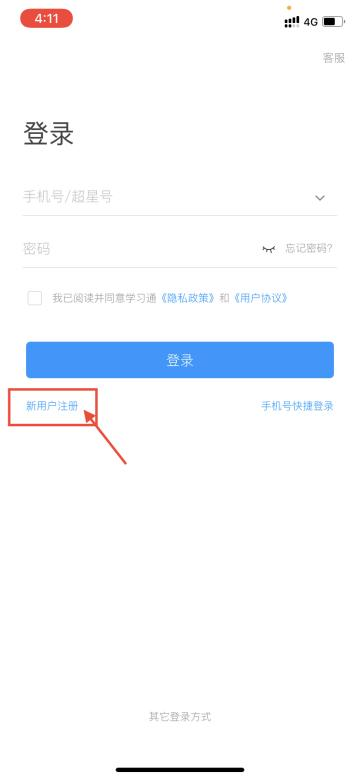 4:11 4G
客服
登录
手机号/超星号
密码 忘记密码?
我已阅读并同意学习通《隐私政策》和《用户协议》
登录
新用户注册 手机号快捷登录
其它登录方式